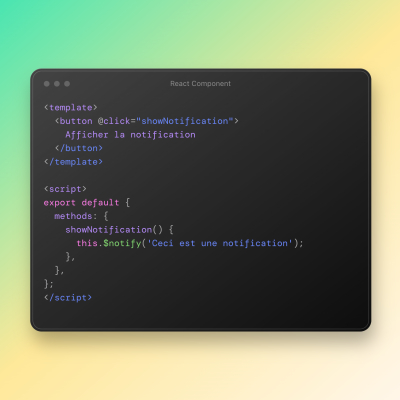 React Component
<template>
  <button @click="showNotification">
    Afficher la notification
  </button>
</template>

<script>
export default {
  methods: {
    showNotification() {
      this.$notify('Ceci est une notification');
    },
  },
};
</script>